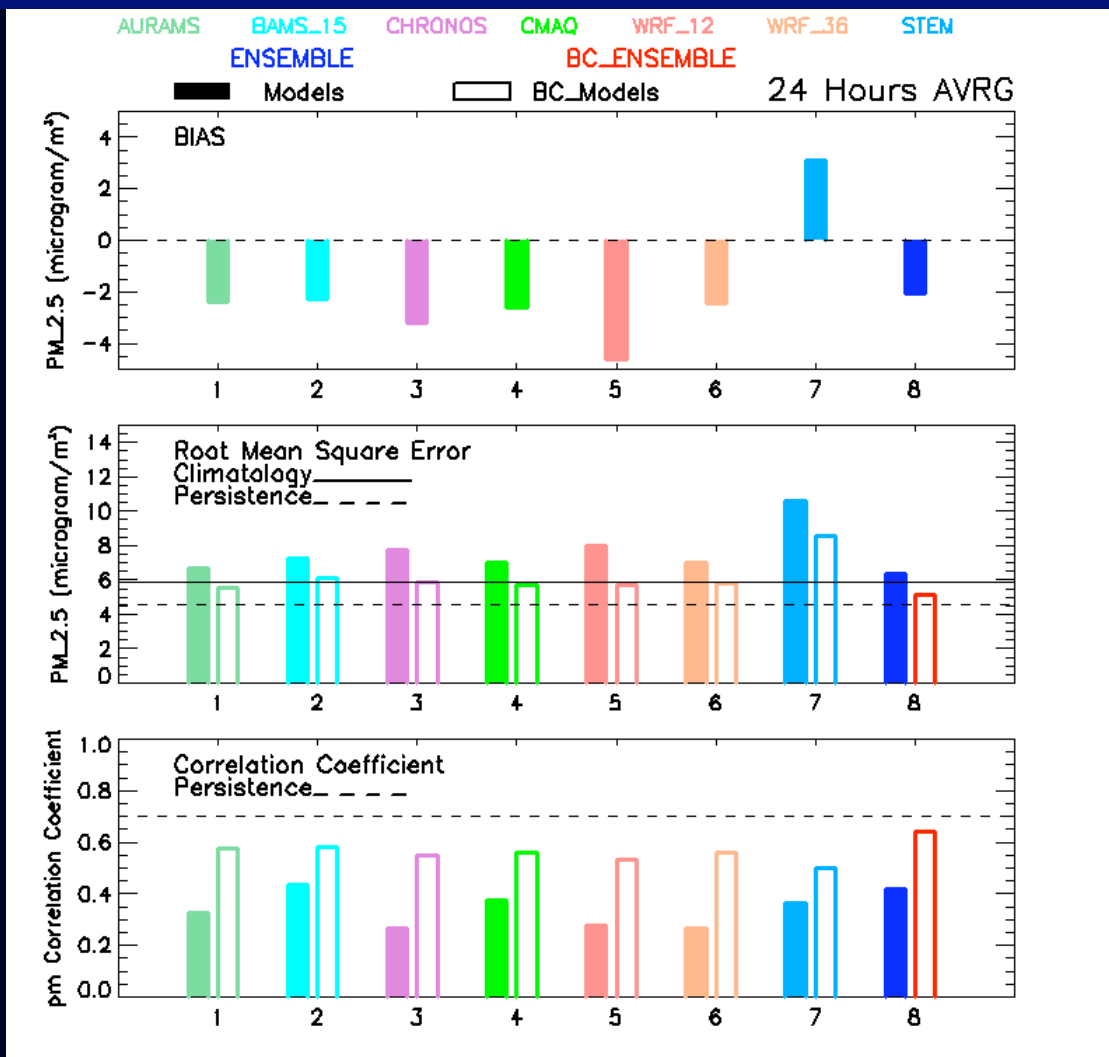 AURAMS BAMS_15 CHRONOS CMAQ WRF_12 WRF_36 STEM
ENSEMBLE BC_ENSEMBLE
Models BC_Models 24 Hours AVRG
BIAS
PM_2.5 (microgram/m³)
4
2
0
-2
-4
1 2 3 4 5 6 7 8
Root Mean Square Error
Climatology
Persistence
PM_2.5 (microgram/m³)
14
12
10
8
6
4
2
0
1 2 3 4 5 6 7 8
Correlation Coefficient
Persistence
pm Correlation Coefficient
1.0
0.8
0.6
0.4
0.2
0.0
1 2 3 4 5 6 7 8